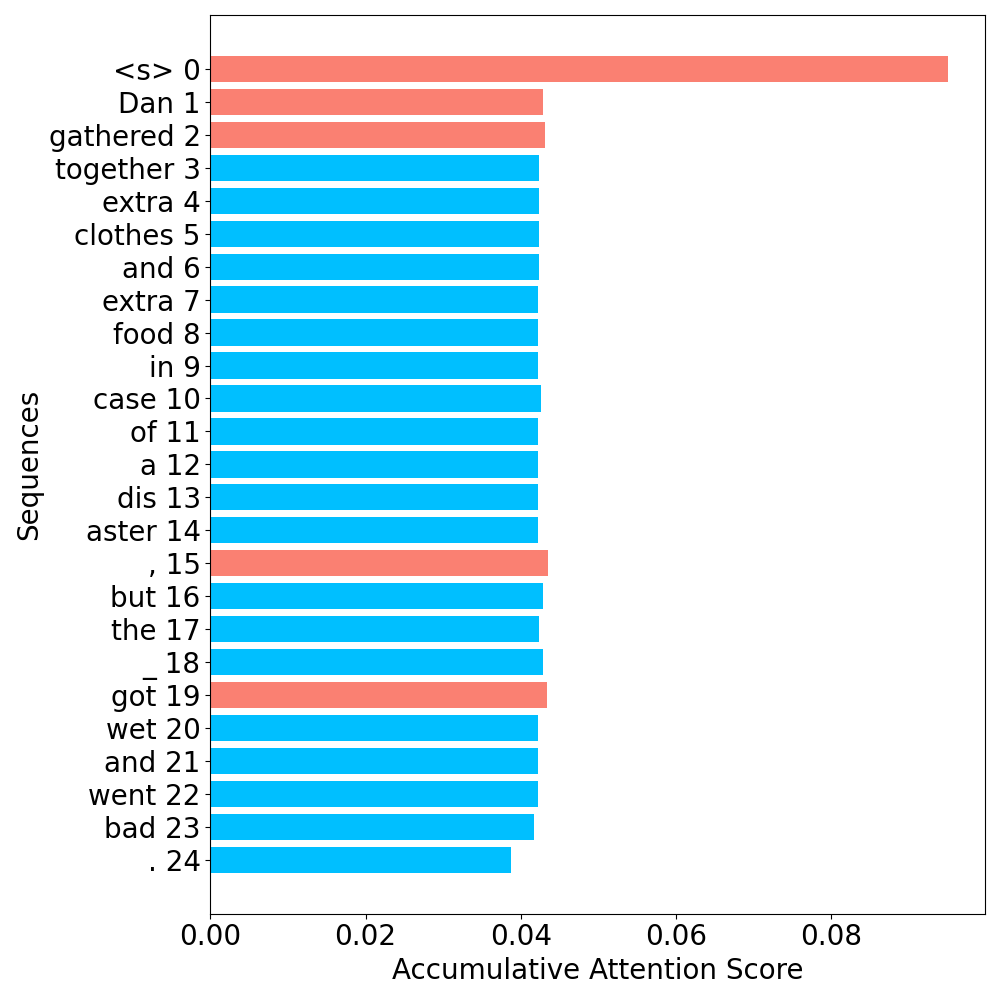 <s> 0
Dan 1
gathered 2
together 3
extra 4
clothes 5
and 6
extra 7
food 8
in 9
case 10
of 11
a 12
dis 13
aster 14
, 15
but 16
the 17
_ 18
got 19
wet 20
and 21
went 22
bad 23
. 24
Sequences
0.00 0.02 0.04 0.06 0.08
Accumulative Attention Score